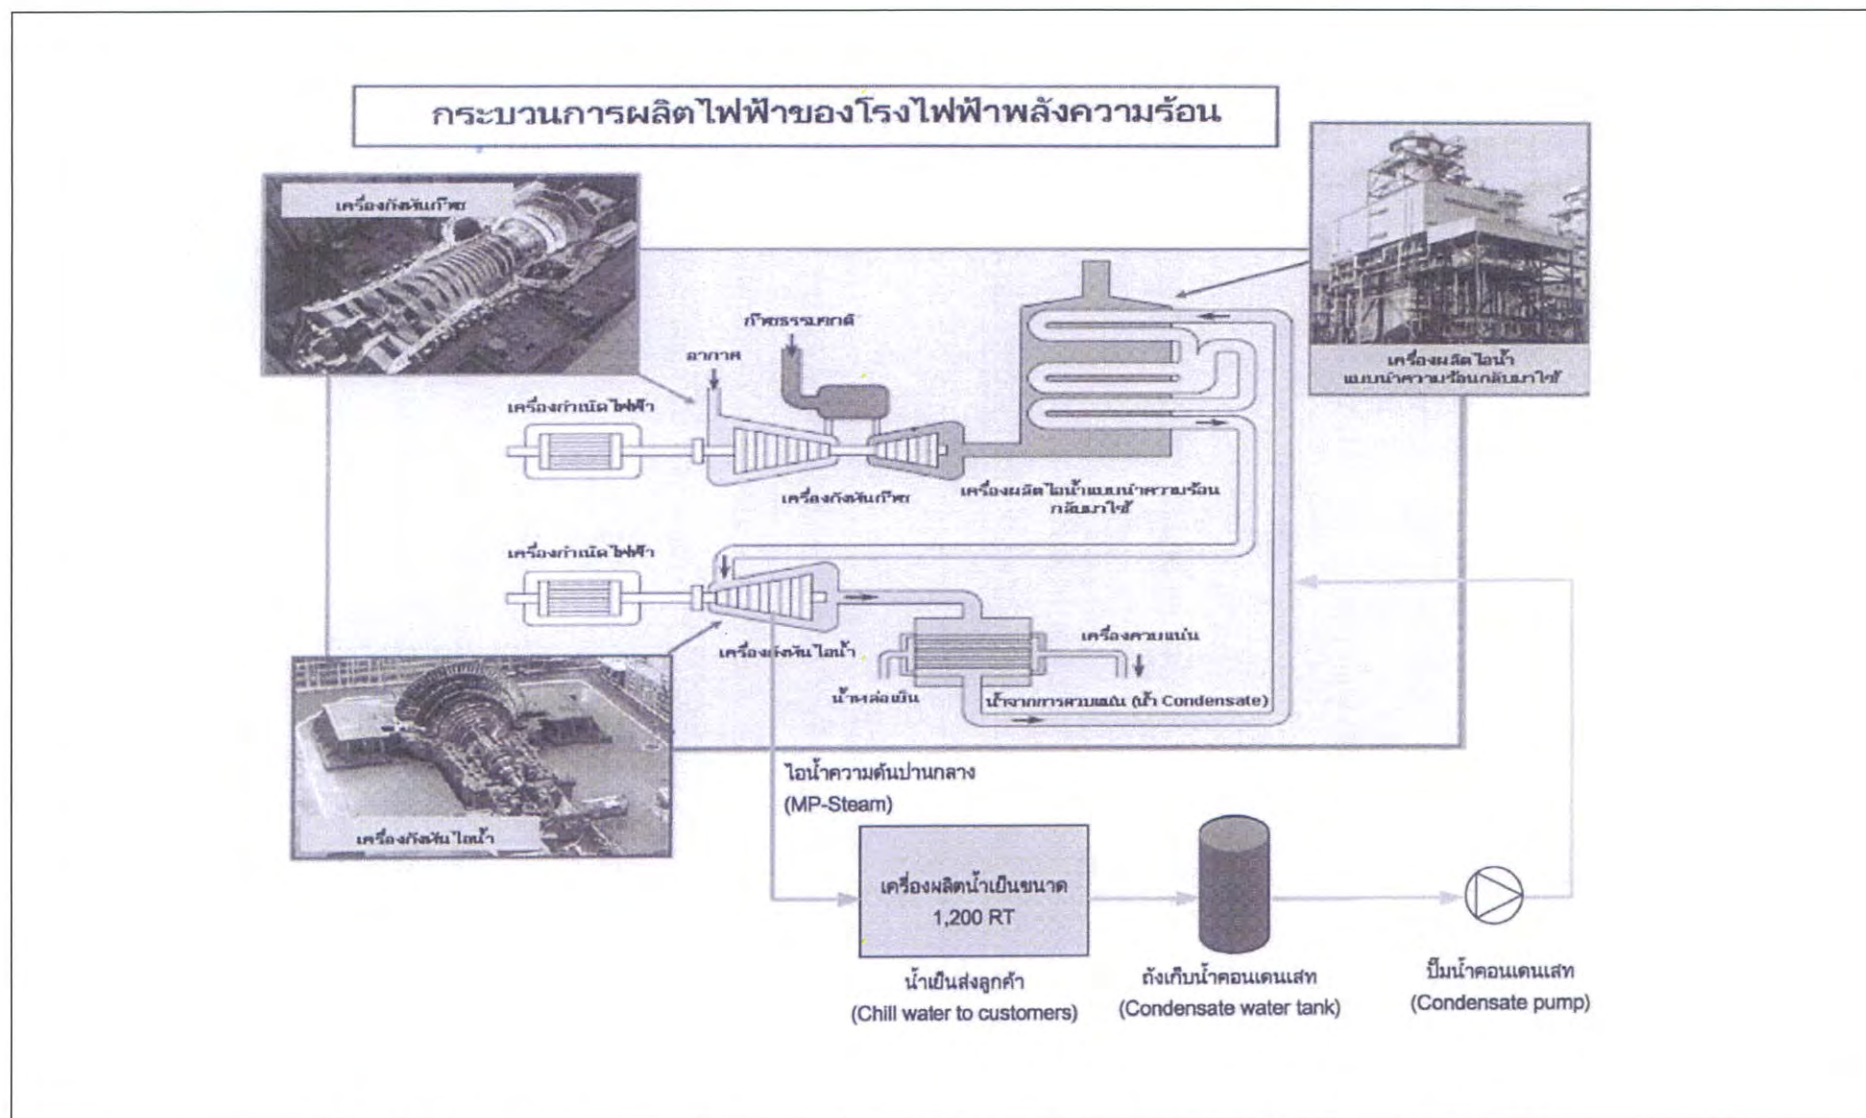 กระบวนการผลิตไฟฟ้าของโรงไฟฟ้าพลังความร้อน
เครื่องกังหันก๊าซ
ก๊าซธรรมชาติ
อากาศ
เครื่องผลิตไอน้ำ
แบบนำความร้อนกลับมาใช้
เครื่องกำเนิดไฟฟ้า
เครื่องกังหันก๊าซ
เครื่องผลิตไอน้ำแบบนำความร้อน
กลับมาใช้
เครื่องกำเนิดไฟฟ้า
เครื่องควบแน่น
เครื่องกังหันไอน้ำ
น้ำหล่อเย็น
น้ำจากการควบแน่น (น้ำ Condensate)
ไอน้ำความดันปานกลาง
(MP-Steam)
เครื่องกังหันไอน้ำ
เครื่องผลิตน้ำเย็นขนาด
1,200 RT
น้ำเย็นส่งลูกค้า
(Chill water to customers)
ถังเก็บน้ำคอนเดนเสท
(Condensate water tank)
ปั๊มน้ำคอนเดนเสท
(Condensate pump)